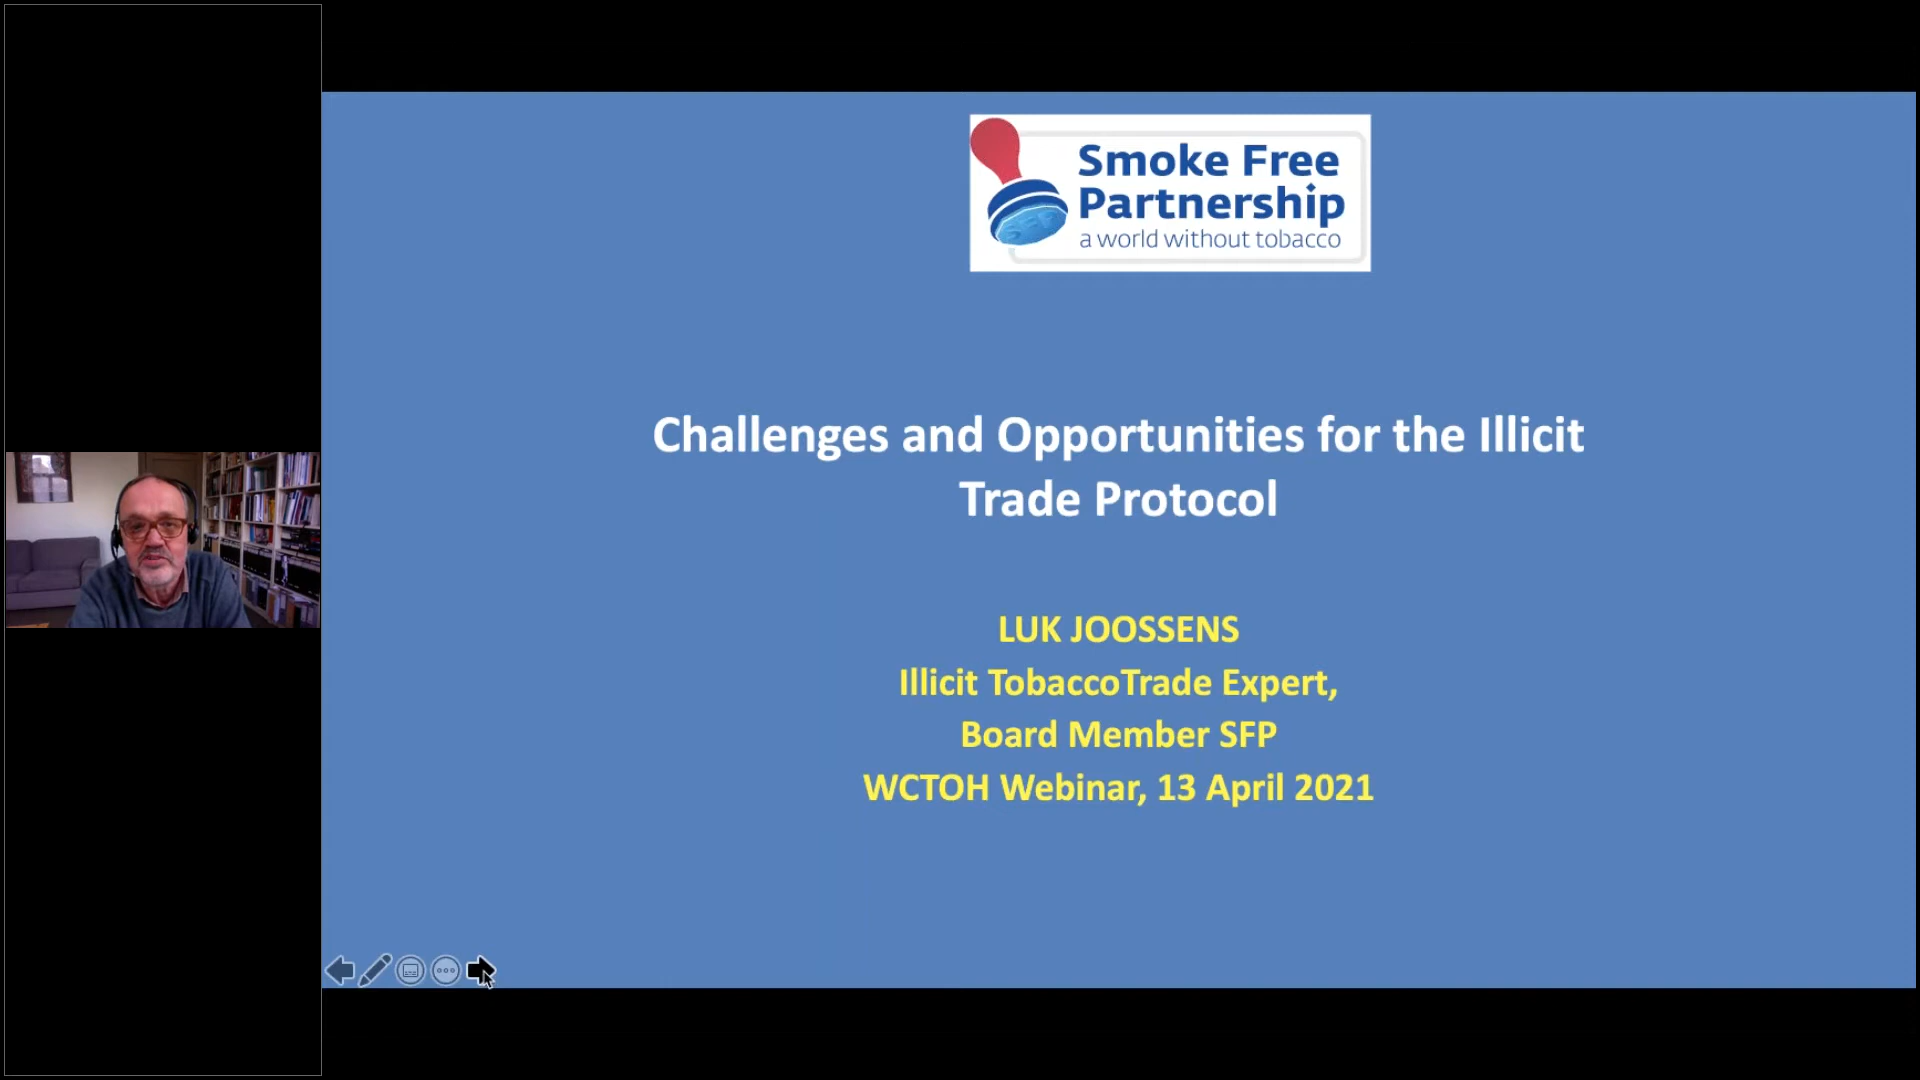 Smoke Free
Partnership
a world without tobacco
SFP
Challenges and Opportunities for the Illicit
Trade Protocol
LUK JOOSSENS
Illicit TobaccoTrade Expert,
Board Member SFP
WCTOH Webinar, 13 April 2021